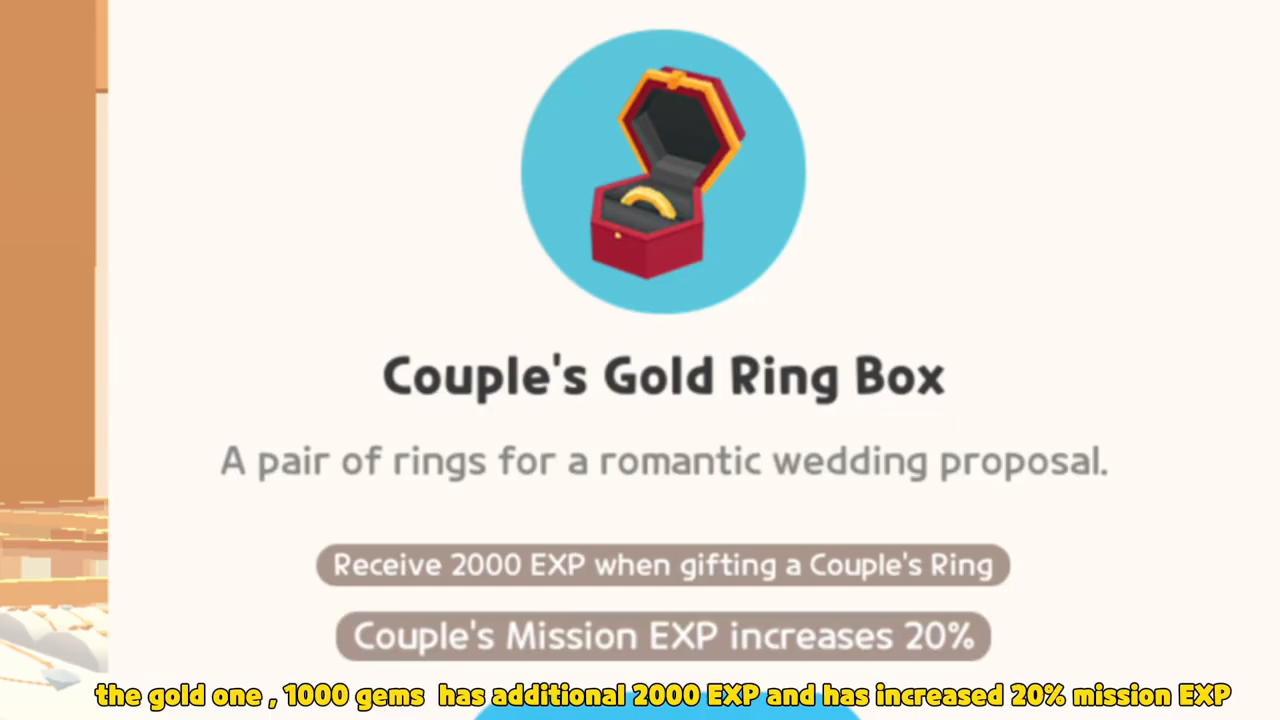 Couple's Gold Ring Box
A pair of rings for a romantic wedding proposal.
Receive 2000 EXP when gifting a Couple's Ring
Couple's Mission EXP increases 20%
the gold one , 1000 gems  has additional 2000 EXP and has increased 20% mission EXP